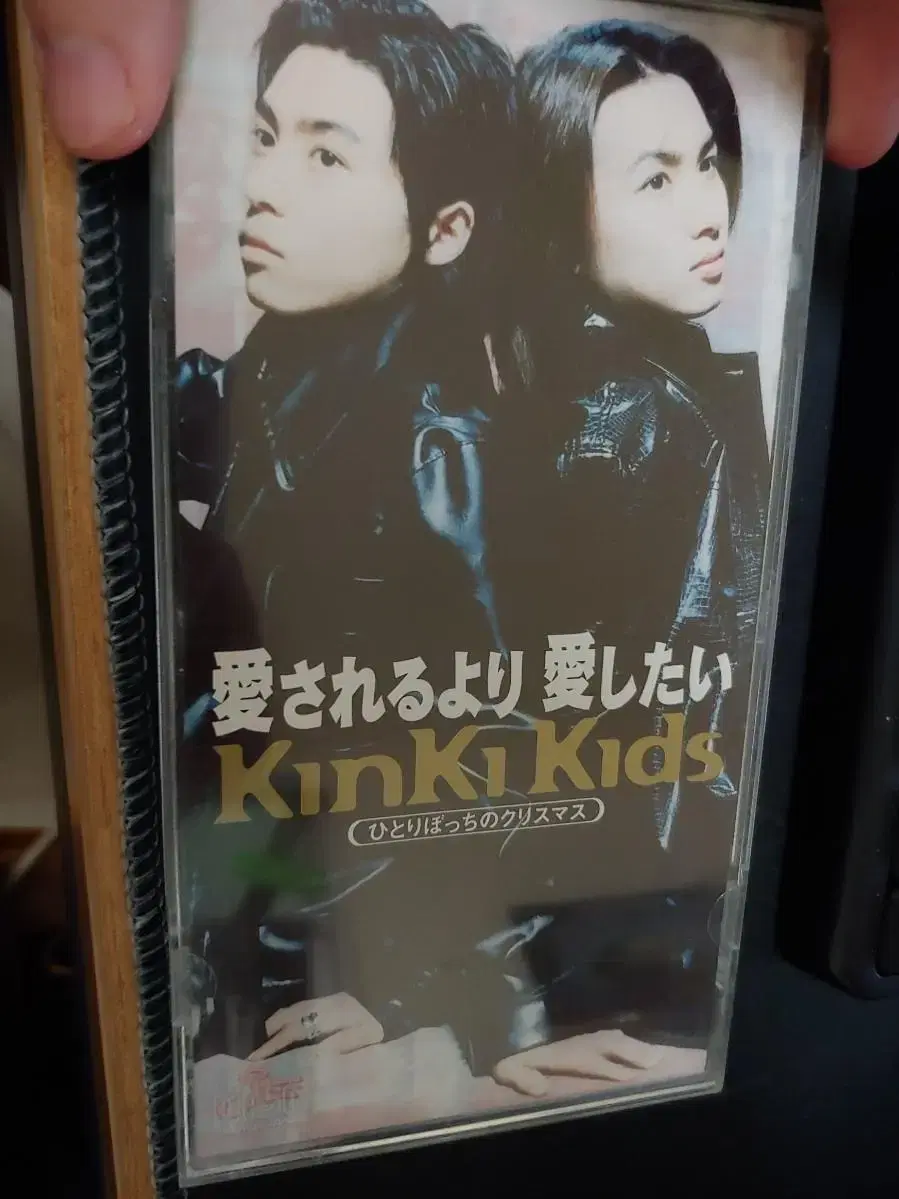 愛されるより 愛したい
KinKi Kids
ひとりぼっちのクリスマス